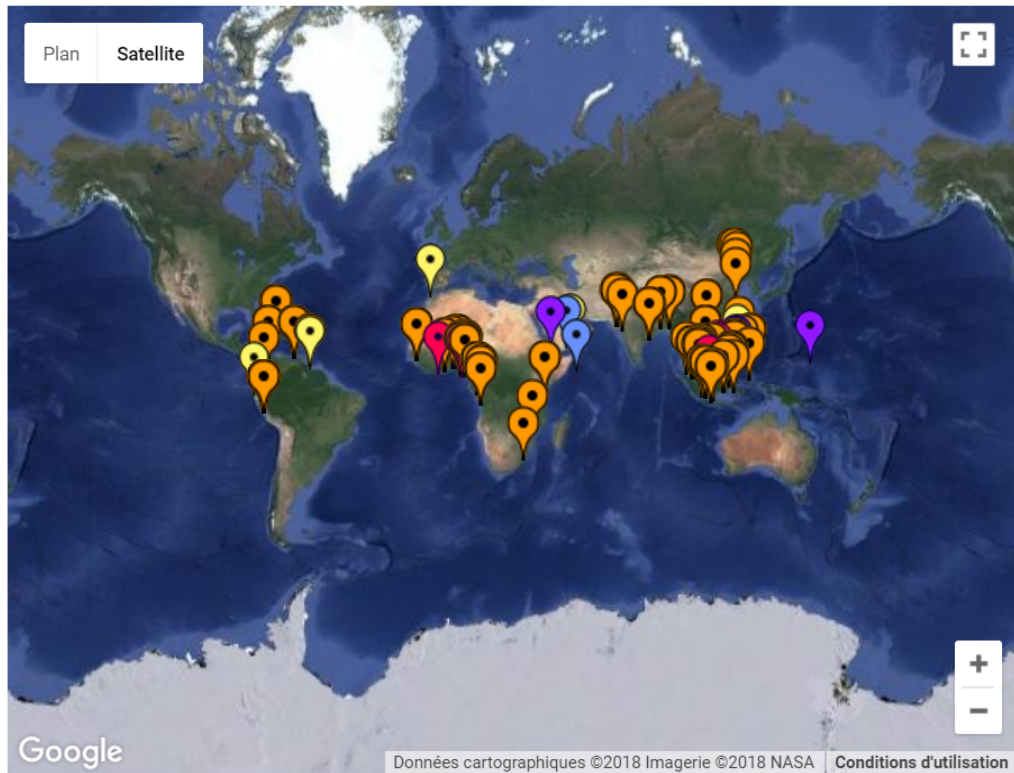 Plan Satellite
Google
Données cartographiques ©2018 Imagerie ©2018 NASA Conditions d'utilisation